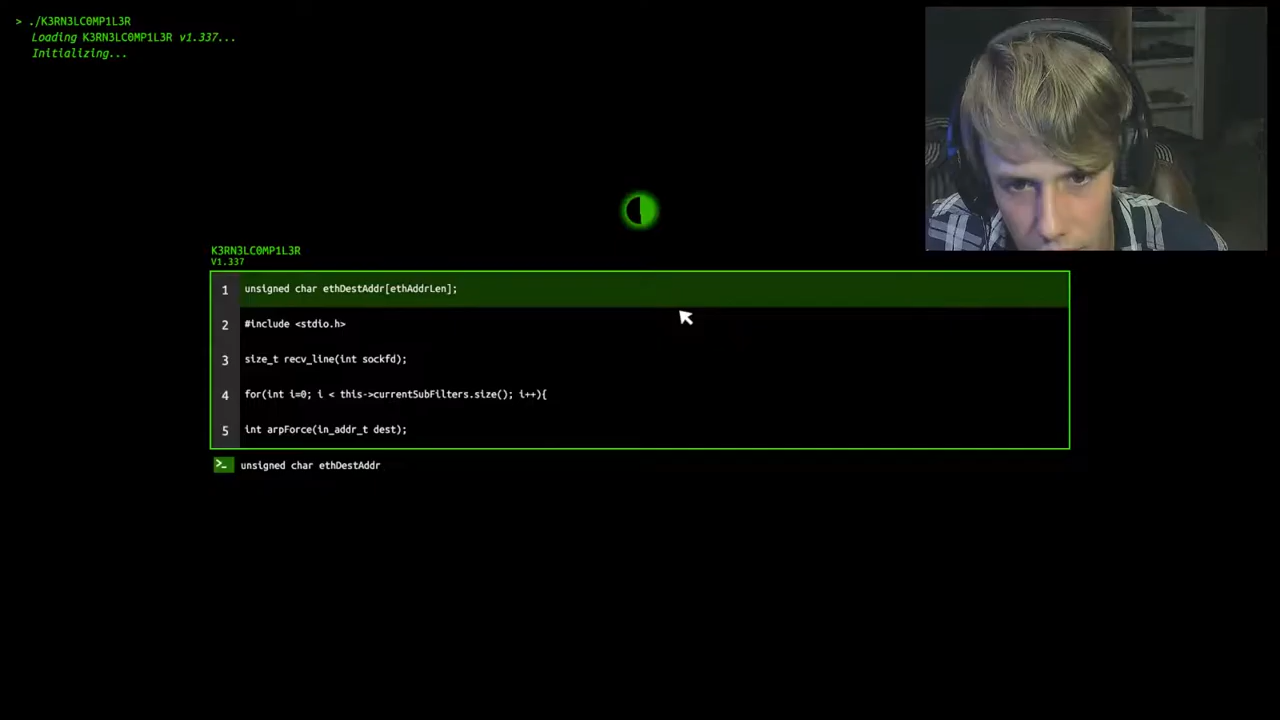 > ./K3RN3LC0MP1L3R
Loading K3RN3LC0MP1L3R v1.337...
Initializing...
K3RN3LC0MP1L3R
V1.337
1 unsigned char ethDestAddr[ethAddrLen];
2 #include <stdio.h>
3 size_t recv_line(int sockfd);
4 for(int i=0; i < this->currentSubFilters.size(); i++){
5 int arpForce(in_addr_t dest);
>_ unsigned char ethDestAddr